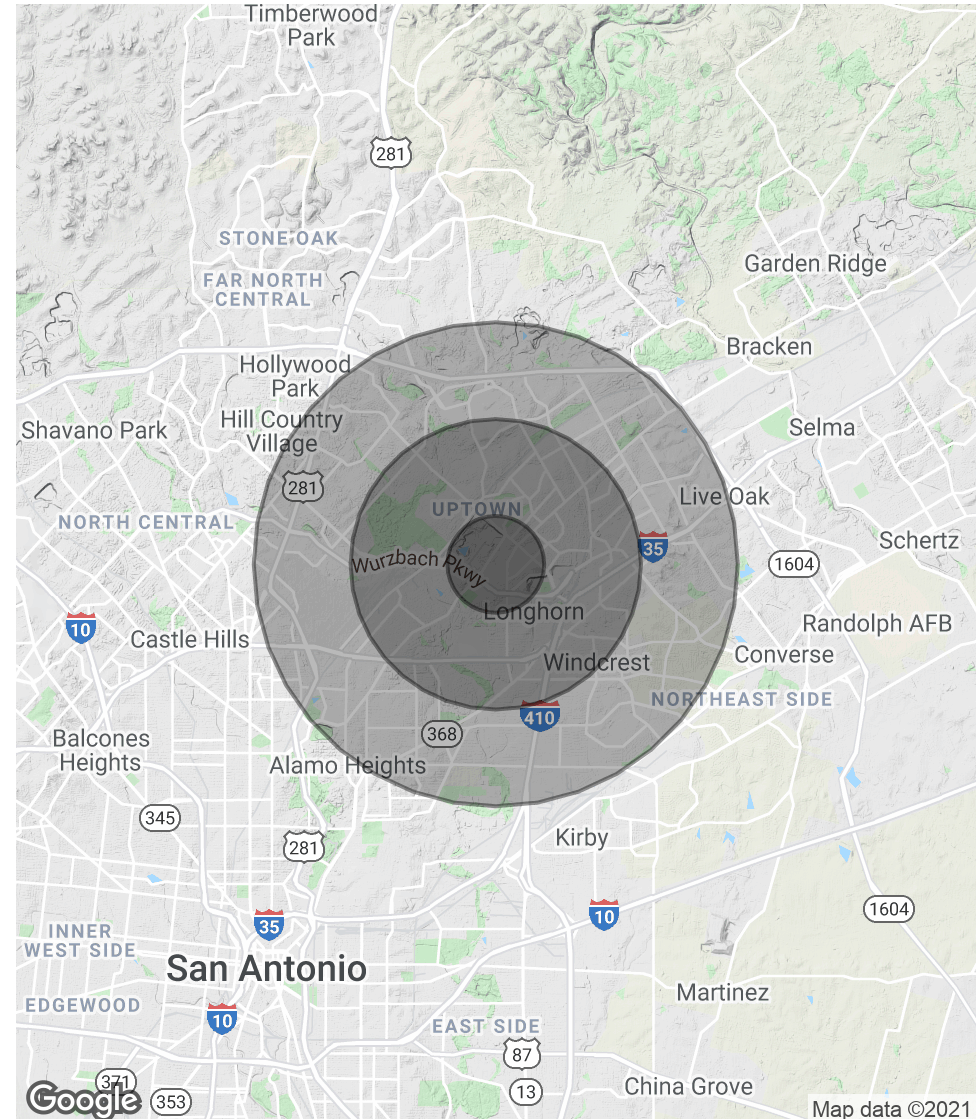 Timberwood
Park
281
STONE OAK
Garden Ridge
FAR NORTH
CENTRAL
Bracken
Hollywood
Park
Hill Country
Village
Shavano Park
Selma
281
Live Oak
UPTOWN
NORTH CENTRAL
35
Schertz
Wurzbach Pkwy
1604
Longhorn
Randolph AFB
10
Castle Hills
Converse
Windcrest
NORTHEAST SIDE
410
368
Balcones
Heights
Alamo Heights
345
Kirby
281
1604
10
35
INNER
WEST SIDE
San Antonio
Martinez
EDGEWOOD
10
EAST SIDE
87
371
China Grove
13
Google
353
Map data ©2021